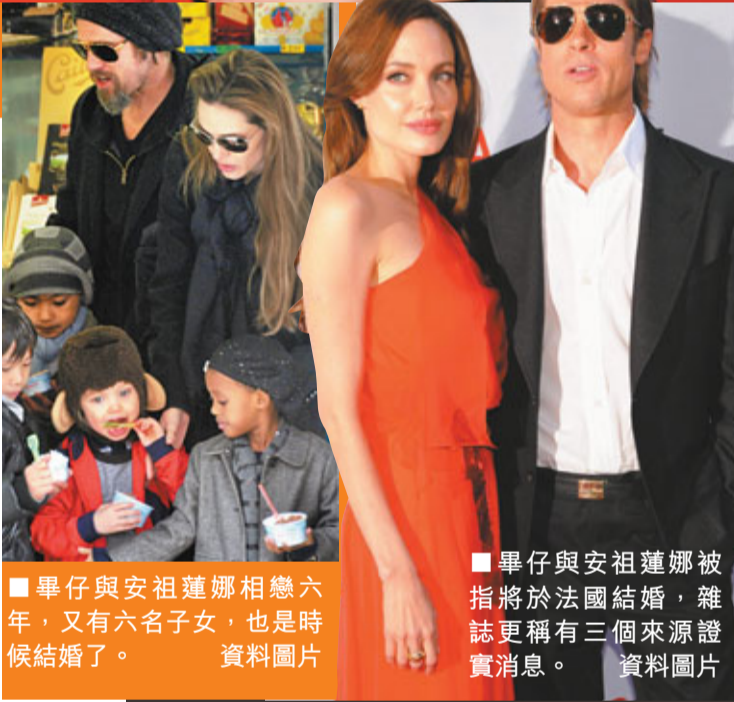 ■畢仔與安祖蓮娜相戀六
年，又有六名子女，也是時
候結婚了。 資料圖片
■畢仔與安祖蓮娜被
指將於法國結婚，雜
誌更稱有三個來源證
實消息。 資料圖片